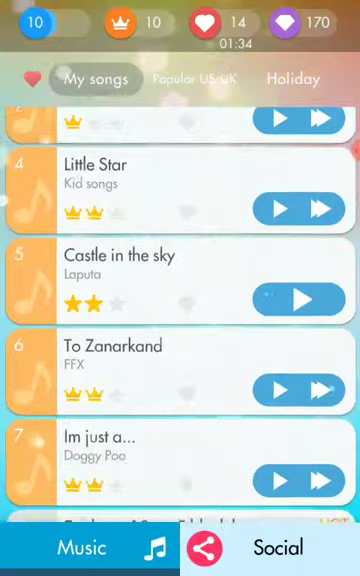 10
10
14
170
01:34
My songs
Popular US-UK
Holiday
4
Little Star
Kid songs
5
Castle in the sky
Laputa
6
To Zanarkand
FFX
7
Im just a...
Doggy Poo
HOT
Music
Social